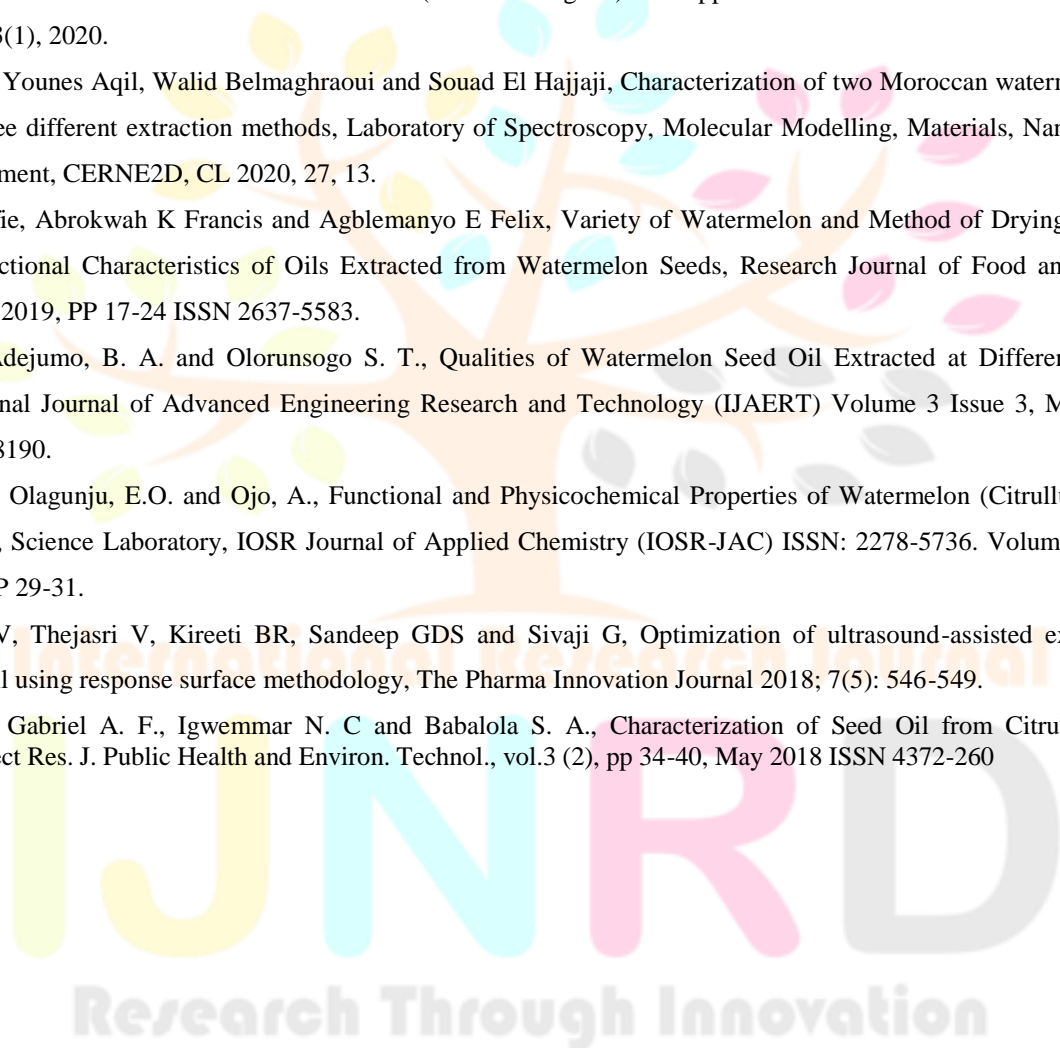 3(1), 2020.
Younes Aqil, Walid Belmaghraoui and Souad El Hajjaji, Characterization of two Moroccan
ee different extraction methods, Laboratory of Spectroscopy, Molecular Modelling, Materials,
ment, CERNE2D, CL 2020, 27, 13.
fie, Abrokwah K Francis and Agblemanyo E Felix, Variety of Watermelon and Method of Drying
ctional Characteristics of Oils Extracted from Watermelon Seeds, Research Journal of Food an
2019, PP 17-24 ISSN 2637-5583.
Adejumo, B. A. and Olorunsogo S. T., Qualities of Watermelon Seed Oil Extracted at Differen
nal Journal of Advanced Engineering Research and Technology (IJAERT) Volume 3 Issue 3, M
8190.
Olagunju, E.O. and Ojo, A., Functional and Physicochemical Properties of Watermelon (Citrullu
, Science Laboratory, IOSR Journal of Applied Chemistry (IOSR-JAC) ISSN: 2278-5736. Volum
P 29-31.
V, Thejasri V, Kireeti BR, Sandeep GDS and Sivaji G, Optimization of ultrasound-assisted ex
il using response surface methodology, The Pharma Innovation Journal 2018; 7(5): 546-549.
International Research Journal
Gabriel A. F., Igwemmar N. C and Babalola S. A., Characterization of Seed Oil from Citru
ct Res. J. Public Health and Environ. Technol., vol.3 (2), pp 34-40, May 2018 ISSN 4372-260
IJNRD
Research Through Innovation